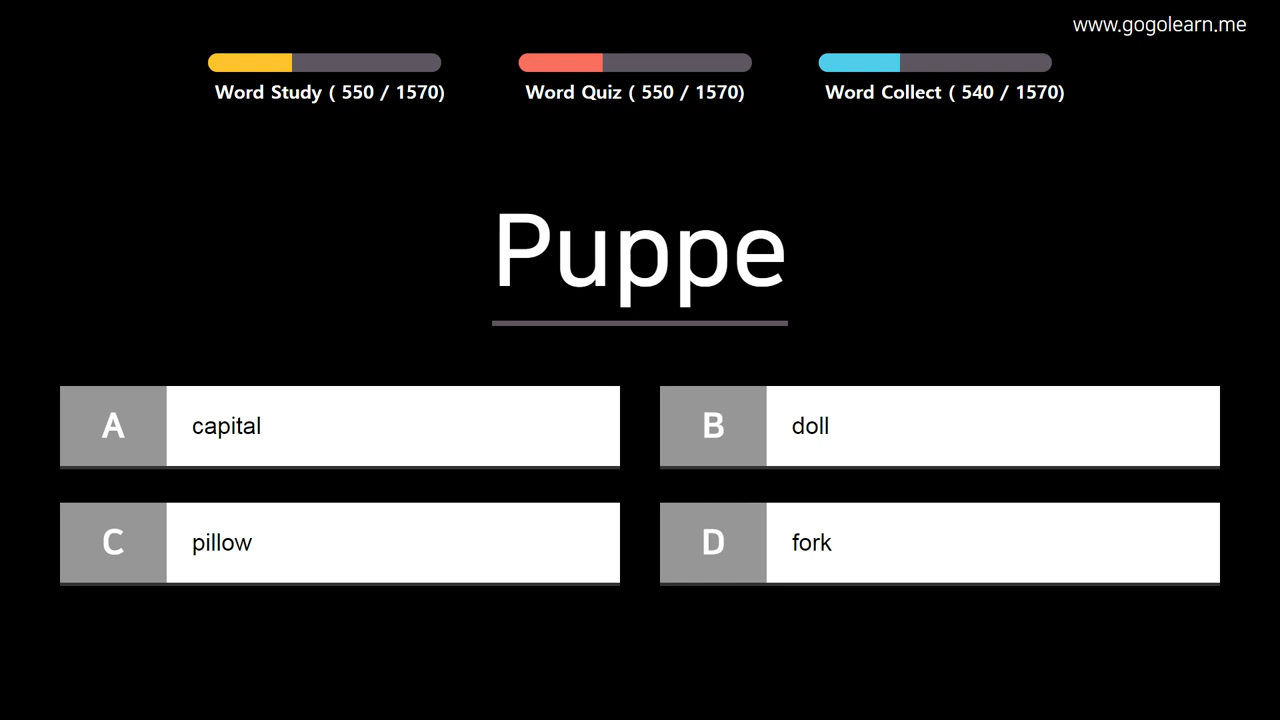 www.gogolearn.me
Word Study ( 550 / 1570)
Word Quiz ( 550 / 1570)
Word Collect ( 540 / 1570)
Puppe
A capital
B doll
C pillow
D fork